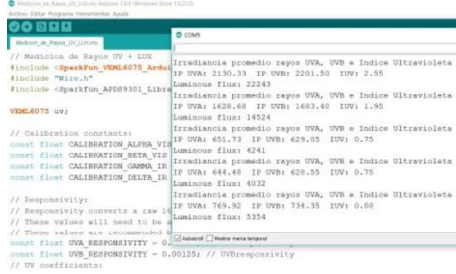 Medicion_de_Rayos_UV_LUX.ino Arduino 1.8.9 (Windows Store 1.8.21.0)
Archivo Editar Programa Herramientas Ayuda
Medicion_de_Rayos_UV_LUX.ino
// Medicion de Rayos UV + LUX
#include <SparkFun_VEML6075_Ardui
#include "Wire.h"
#include <Sparkfun_APDS9301_Libra
VEML6075 uv;
// Calibration constants:
const float CALIBRATION_ALPHA_VIS
const float CALIBRATION_BETA_VIS
const float CALIBRATION_GAMMA_IR
const float CALIBRATION_DELTA_IR
// Responsivity:
// Responsivity converts a raw 16
// These values will need to be a
// These values are recommended b
const float UVA_RESPONSIVITY = 0.
const float UVB_RESPONSIVITY = 0.00125; // UVBresponsivity
// UV coefficients:
COM9
Irradiancia promedio rayos UVA, UVB e Indice Ultravioleta
IP UVA: 2130.33 IP UVB: 2201.50 IUV: 2.55
Luminous flux: 22243
Irradiancia promedio rayos UVA, UVB e Indice Ultravioleta
IP UVA: 1628.68 IP UVB: 1683.40 IUV: 1.95
Luminous flux: 14524
Irradiancia promedio rayos UVA, UVB e Indice Ultravioleta
IP UVA: 651.73 IP UVB: 629.05 IUV: 0.75
Luminous flux: 4241
Irradiancia promedio rayos UVA, UVB e Indice Ultravioleta
IP UVA: 644.48 IP UVB: 628.55 IUV: 0.75
Luminous flux: 4032
Irradiancia promedio rayos UVA, UVB e Indice Ultravioleta
IP UVA: 769.92 IP UVB: 734.35 IUV: 0.88
Luminous flux: 5354
Autoscroll Mostrar marca temporal